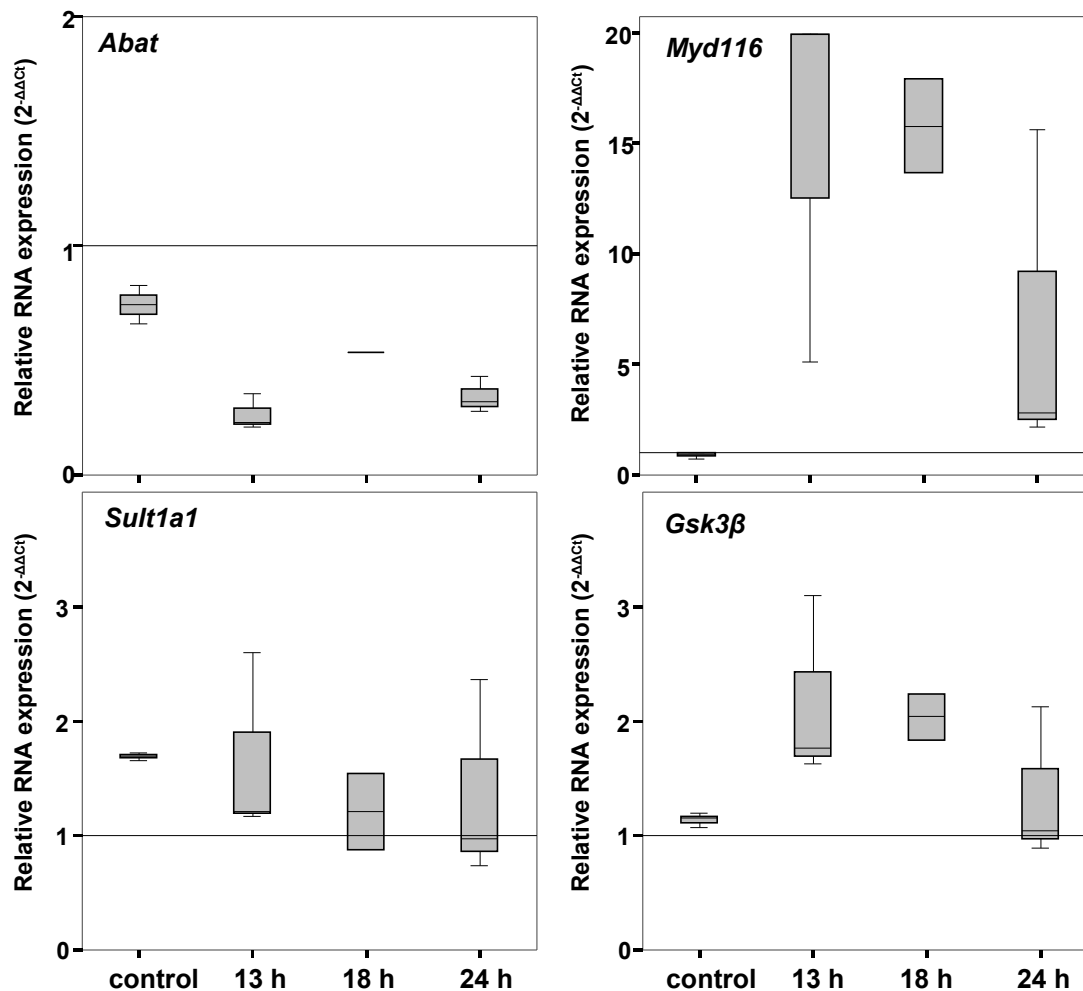 Relative RNA expression (2-ΔΔCt)
2
1
0
Abat
Relative RNA expression (2-ΔΔCt)
20
15
10
5
0
Myd116
Relative RNA expression (2-ΔΔCt)
3
2
1
0
Sult1a1
control 13 h 18 h 24 h
Relative RNA expression (2-ΔΔCt)
3
2
1
0
Gsk3β
control 13 h 18 h 24 h